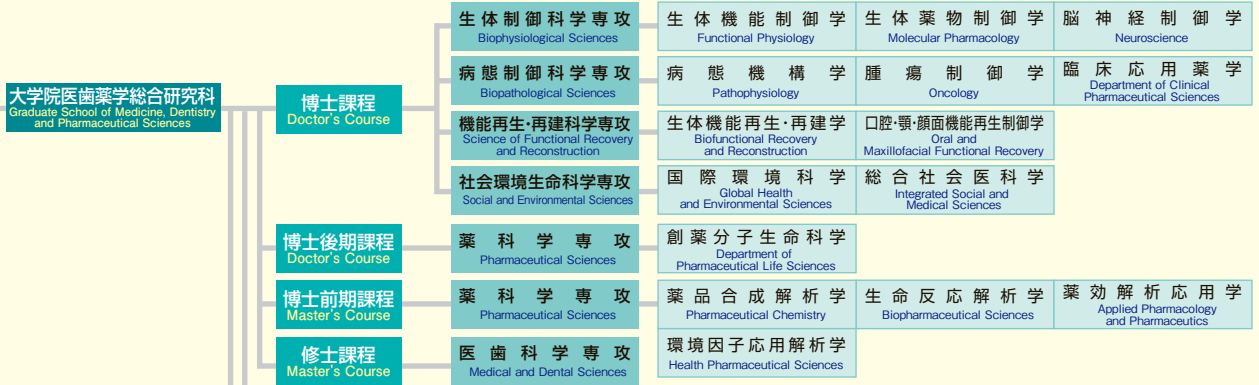 大学院医歯薬学総合研究科
Graduate School of Medicine, Dentistry
and Pharmaceutical Sciences
博士課程
Doctor's Course
生体制御科学専攻
Biophysiological Sciences
生体機能制御学
Functional Physiology
生体薬物制御学
Molecular Pharmacology
脳神経制御学
Neuroscience
病態制御科学専攻
Biopathological Sciences
病態機構学
Pathophysiology
腫瘍制御学
Oncology
臨床応用薬学
Department of Clinical
Pharmaceutical Sciences
機能再生・再建科学専攻
Science of Functional Recovery
and Reconstruction
生体機能再生・再建学
Biofunctional Recovery
and Reconstruction
口腔・顎・顔面機能再生制御学
Oral and
Maxillofacial Functional Recovery
社会環境生命科学専攻
Social and Environmental Sciences
国際環境科学
Global Health
and Environmental Sciences
総合社会医科学
Integrated Social and
Medical Sciences
博士後期課程
Doctor's Course
薬科学専攻
Pharmaceutical Sciences
創薬分子生命科学
Department of
Pharmaceutical Life Sciences
博士前期課程
Master's Course
薬科学専攻
Pharmaceutical Sciences
薬品合成解析学
Pharmaceutical Chemistry
生命反応解析学
Biopharmaceutical Sciences
薬効解析応用学
Applied Pharmacology
and Pharmaceutics
環境因子応用解析学
Health Pharmaceutical Sciences
修士課程
Master's Course
医歯科学専攻
Medical and Dental Sciences